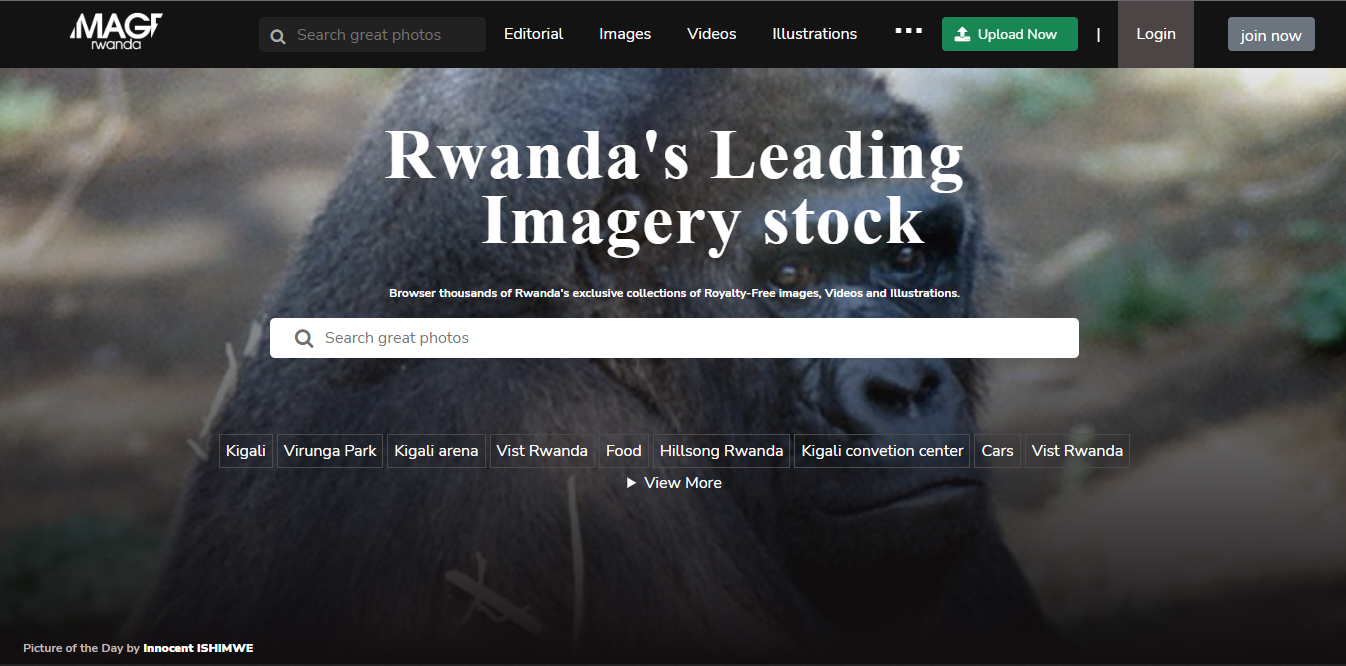 IMAGE
rwanda
Search great photos
Editorial
Images
Videos
Illustrations
Upload Now
|
Login
join now
Rwanda's Leading
Imagery stock
Browser thousands of Rwanda's exclusive collections of Royalty-Free images, Videos and Illustrations.
Search great photos
Kigali
Virunga Park
Kigali arena
Vist Rwanda
Food
Hillsong Rwanda
Kigali convetion center
Cars
Vist Rwanda
View More
Picture of the Day by Innocent ISHIMWE